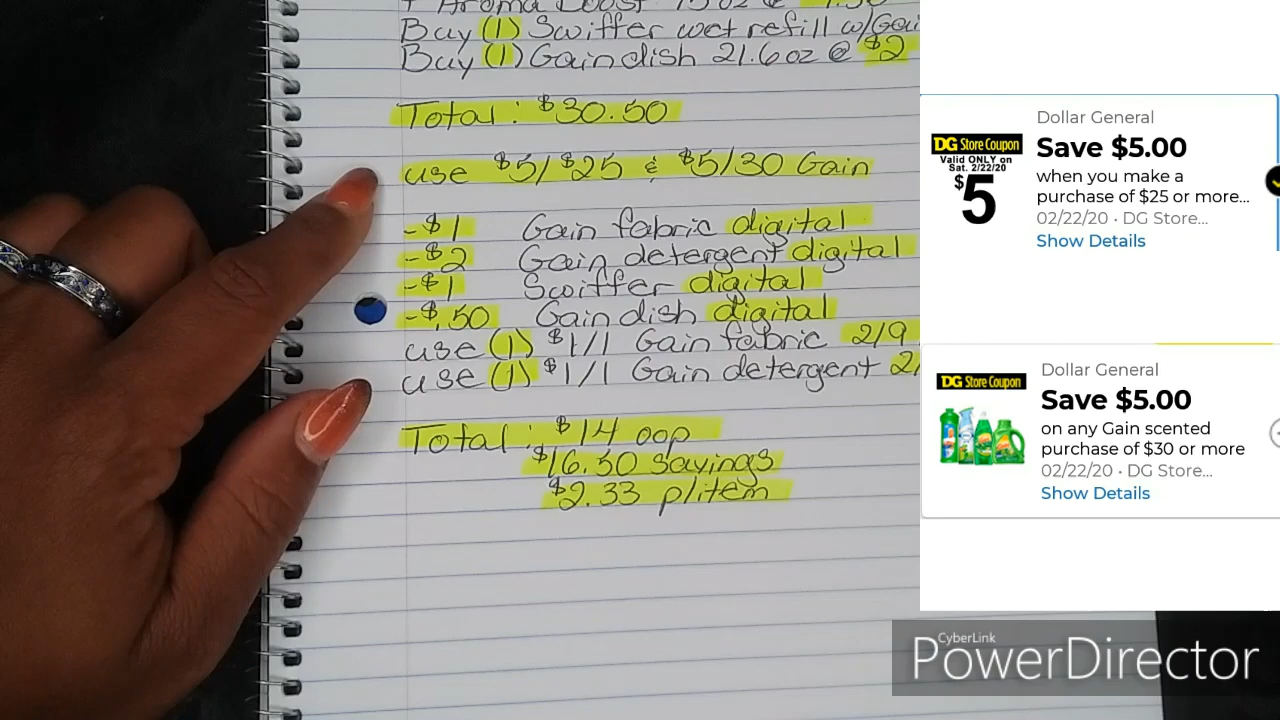 Buy (1) Swiffer wet refill w/Gai
Buy (1) Gain dish 21.6oz @ $2
Total: $30.50
use $5/$25 & $5/30 Gain
-$1 Gain fabric digital
-$2 Gain detergent digital
-$1 Swiffer digital
-$.50 Gain dish digital
use (1) $1/1 Gain fabric 2/9
use (1) $1/1 Gain detergent 2/
Total: $14 oop
$16.50 savings
$2.33 p/item
Dollar General
DG Store Coupon
Valid ONLY on
Sat. 2/22/20
$5
Save $5.00
when you make a
purchase of $25 or more...
02/22/20 · DG Store...
Show Details
Dollar General
DG Store Coupon
Save $5.00
on any Gain scented
purchase of $30 or more
02/22/20 · DG Store...
Show Details
CyberLink
PowerDirector